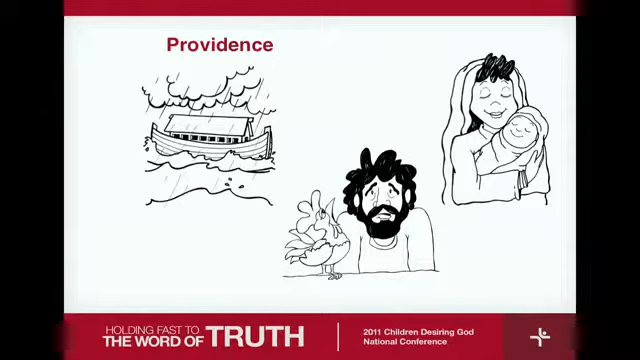 Providence
HOLDING FAST TO
THE WORD OF TRUTH
2011 Children Desiring God
National Conference